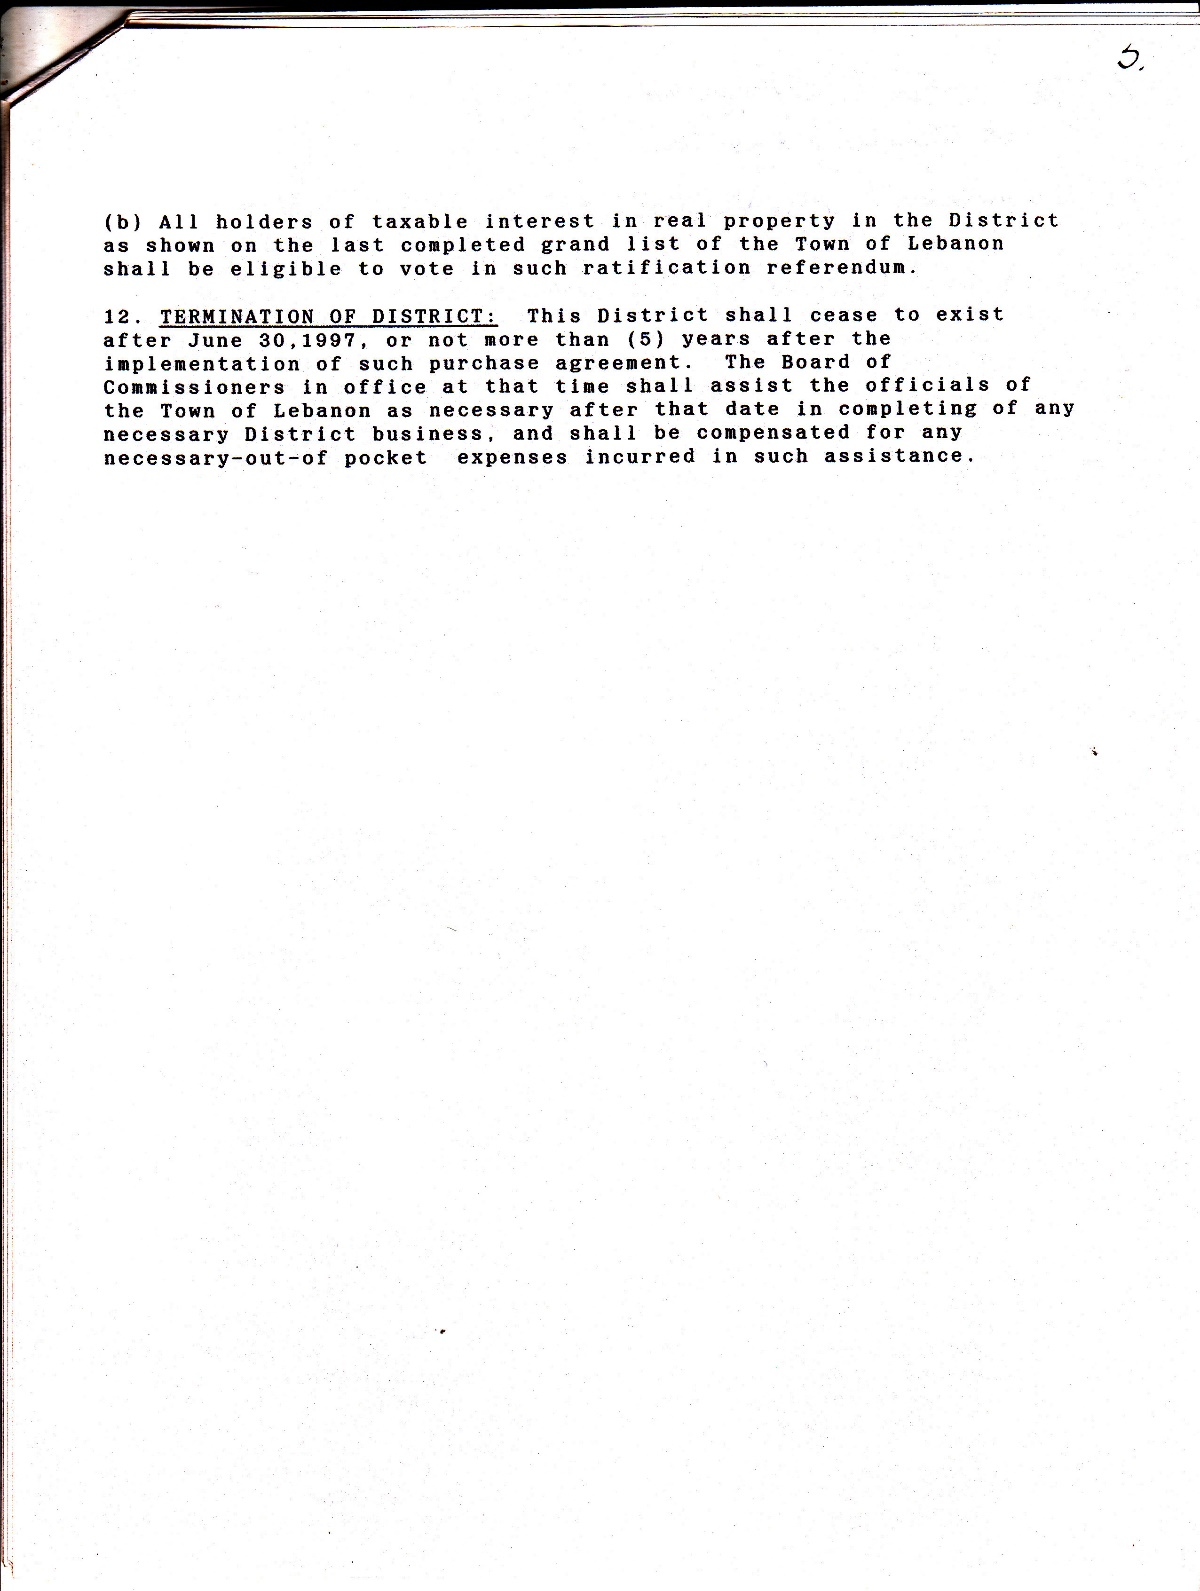 5.
(b) All holders of taxable interest in real property in the District
as shown on the last completed grand list of the Town of Lebanon
shall be eligible to vote in such ratification referendum.
12. TERMINATION OF DISTRICT: This District shall cease to exist
after June 30,1997, or not more than (5) years after the
implementation of such purchase agreement. The Board of
Commissioners in office at that time shall assist the officials of
the Town of Lebanon as necessary after that date in completing of any
necessary District business, and shall be compensated for any
necessary-out-of pocket expenses incurred in such assistance.